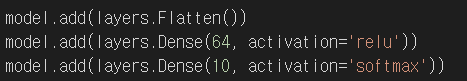 model.add(layers.Flatten())
model.add(layers.Dense(64, activation='relu'))
model.add(layers.Dense(10, activation='softmax'))